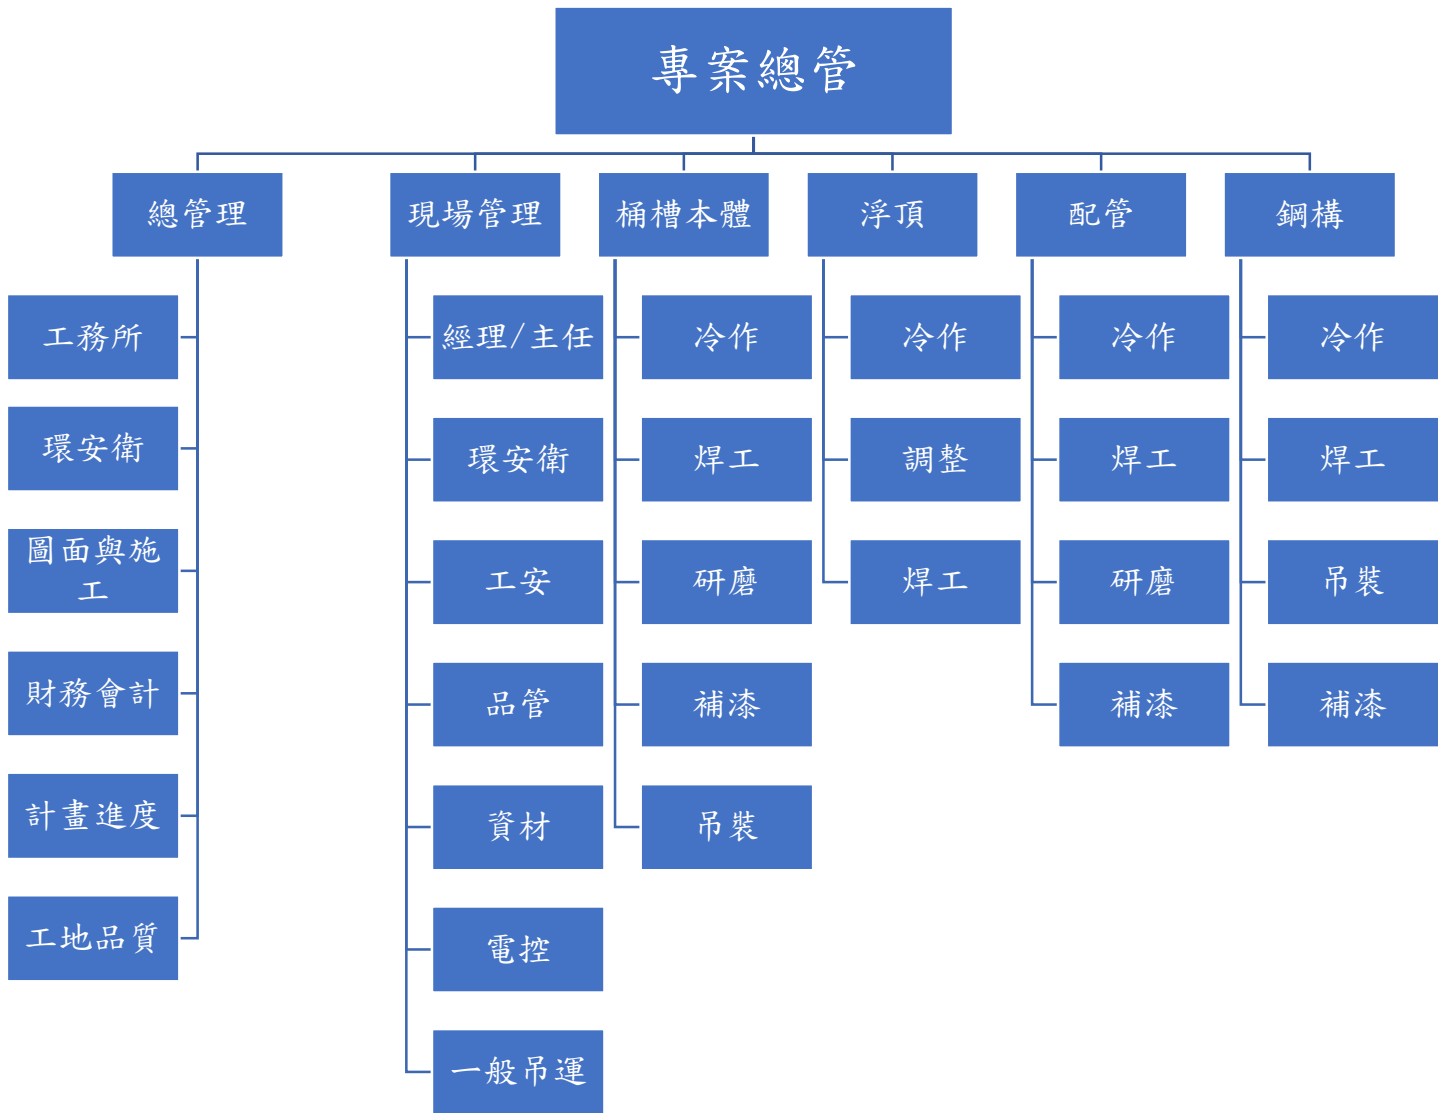 專案總管
總管理
現場管理
桶槽本體
浮頂
配管
鋼構
工務所
環安衛
圖面與施
工
財務會計
計畫進度
工地品質
經理/主任
環安衛
工安
品管
資材
電控
一般吊運
冷作
焊工
研磨
補漆
吊裝
冷作
調整
焊工
冷作
焊工
研磨
補漆
冷作
焊工
吊裝
補漆